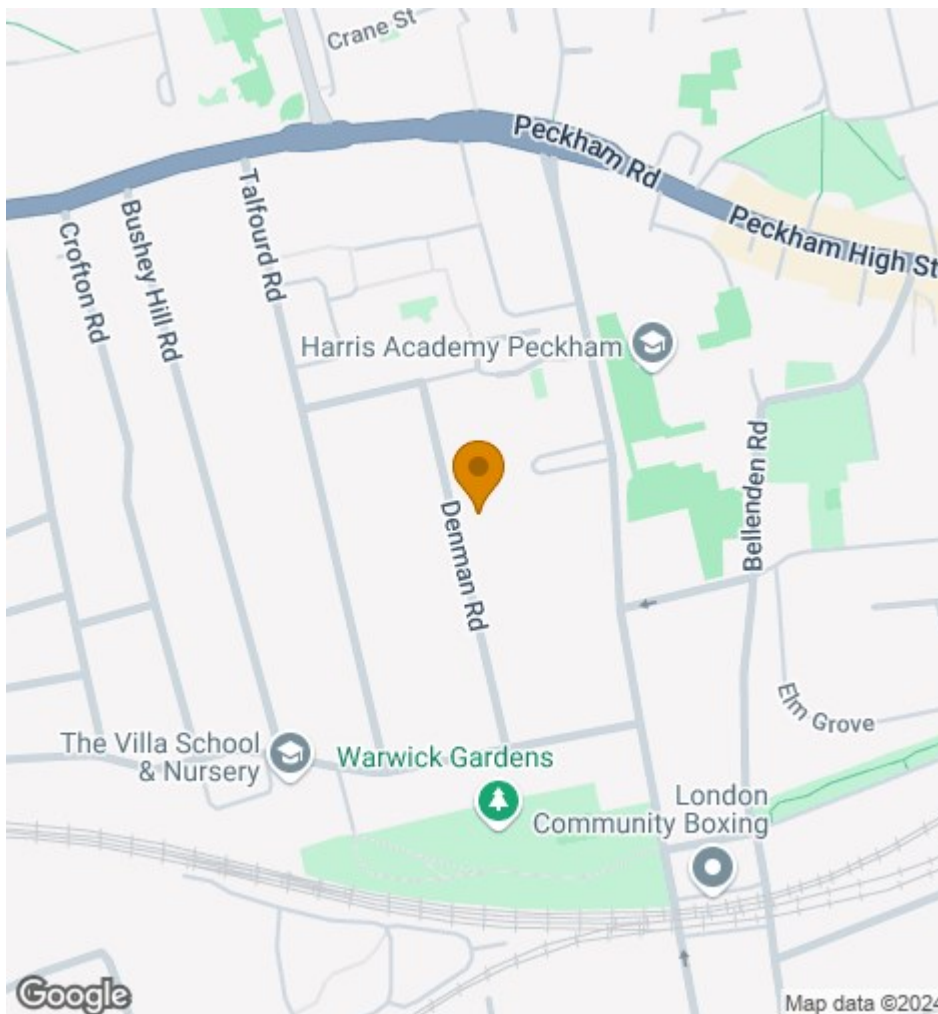 Crane St
Peckham Rd
Peckham High St
Talfourd Rd
Bushey Hill Rd
Crofton Rd
Harris Academy Peckham
Bellenden Rd
Denman Rd
Elm Grove
The Villa School
& Nursery
Warwick Gardens
London
Community Boxing
Google
Map data ©2024